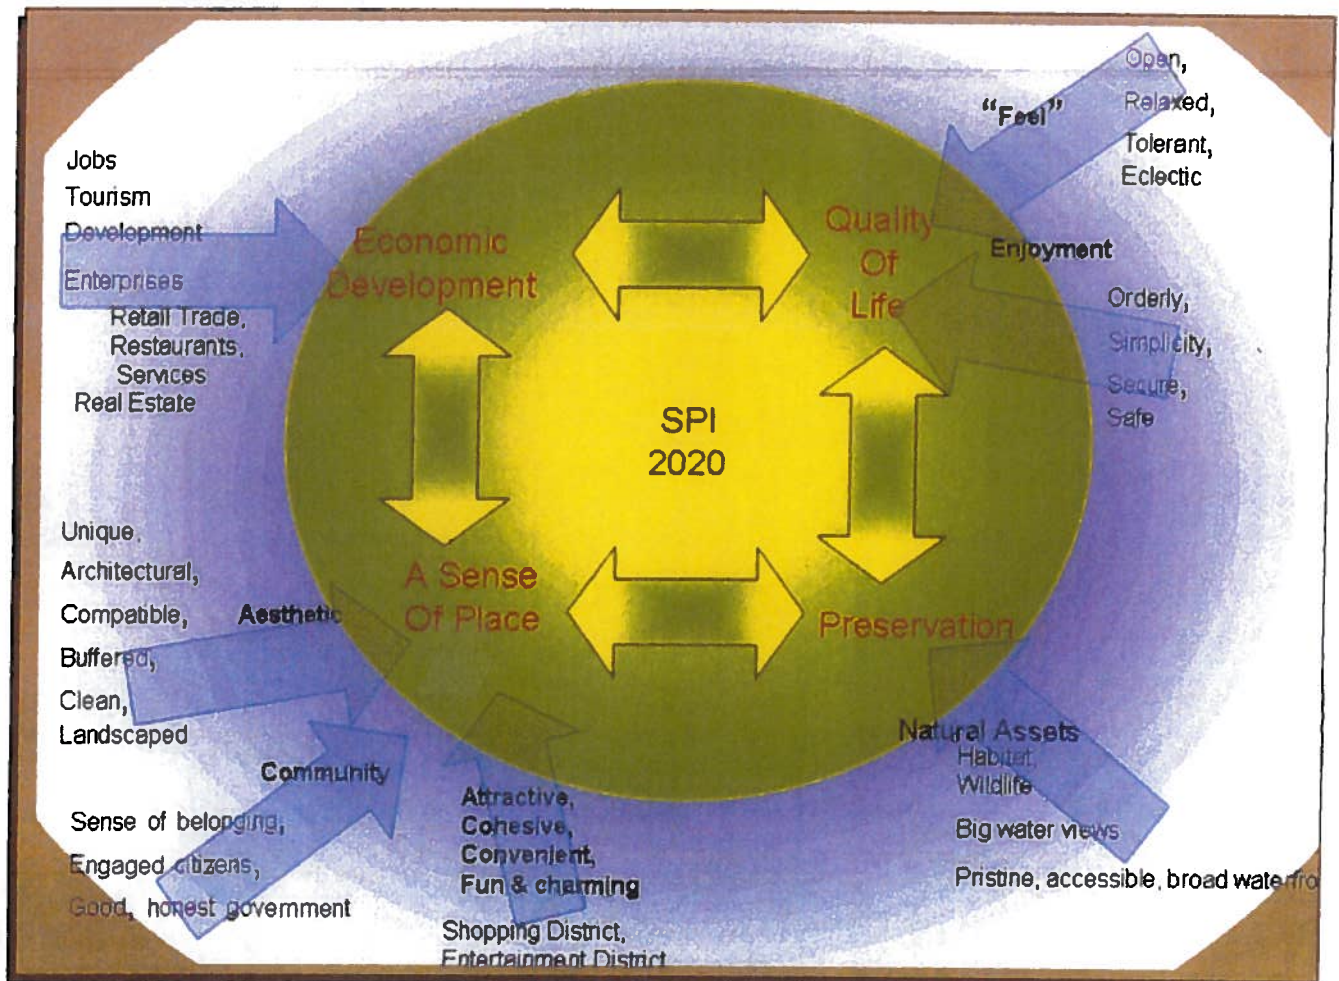 Jobs
Tourism
Development
Enterprises
Retail Trade,
Restaurants,
Services
Real Estate
Economic
Development
"Feel"
Open,
Relaxed,
Tolerant,
Eclectic
Quality
Of
Life
Enjoyment
Orderly,
Simplicity,
Secure,
Safe
SPI
2020
Unique,
Architectural,
Compatible,
Buffered,
Clean,
Landscaped
Aesthetic
A Sense
Of Place
Preservation
Community
Sense of belonging,
Engaged citizens,
Good, honest government
Attractive,
Cohesive,
Convenient,
Fun & charming
Shopping District,
Entertainment District
Natural Assets
Habitat,
Wildlife
Big water views
Pristine, accessible, broad waterfro